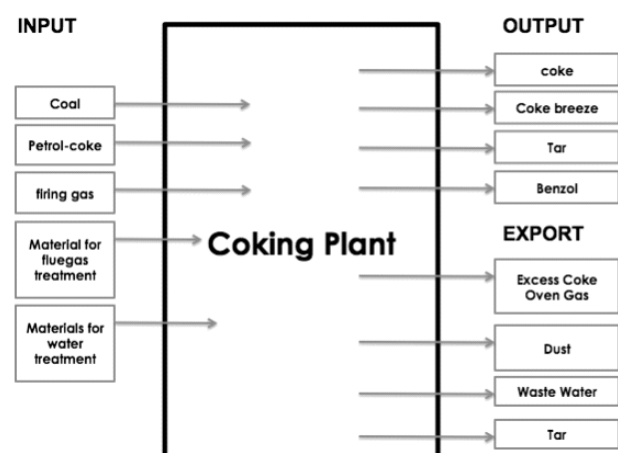 INPUT
Coal
Petrol-coke
firing gas
Material for
fluegas
treatment
Materials for
water
treatment
Coking Plant
OUTPUT
coke
Coke breeze
Tar
Benzol
EXPORT
Excess Coke
Oven Gas
Dust
Waste Water
Tar